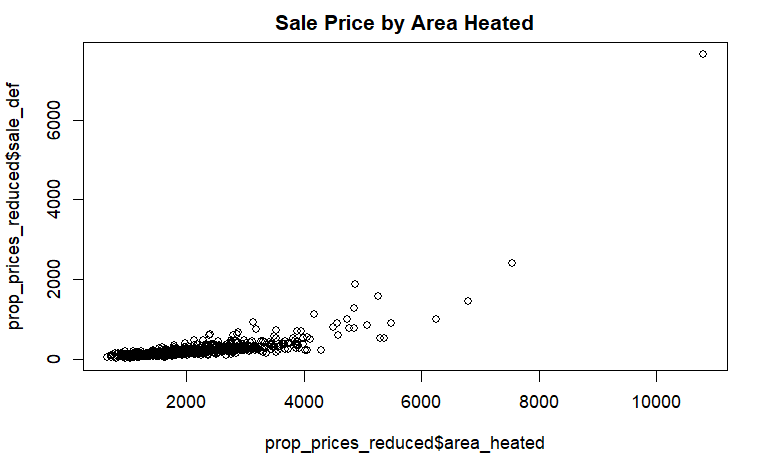 Sale Price by Area Heated
prop_prices_reduced$sale_def
6000
4000
2000
0
2000 4000 6000 8000 10000
prop_prices_reduced$area_heated